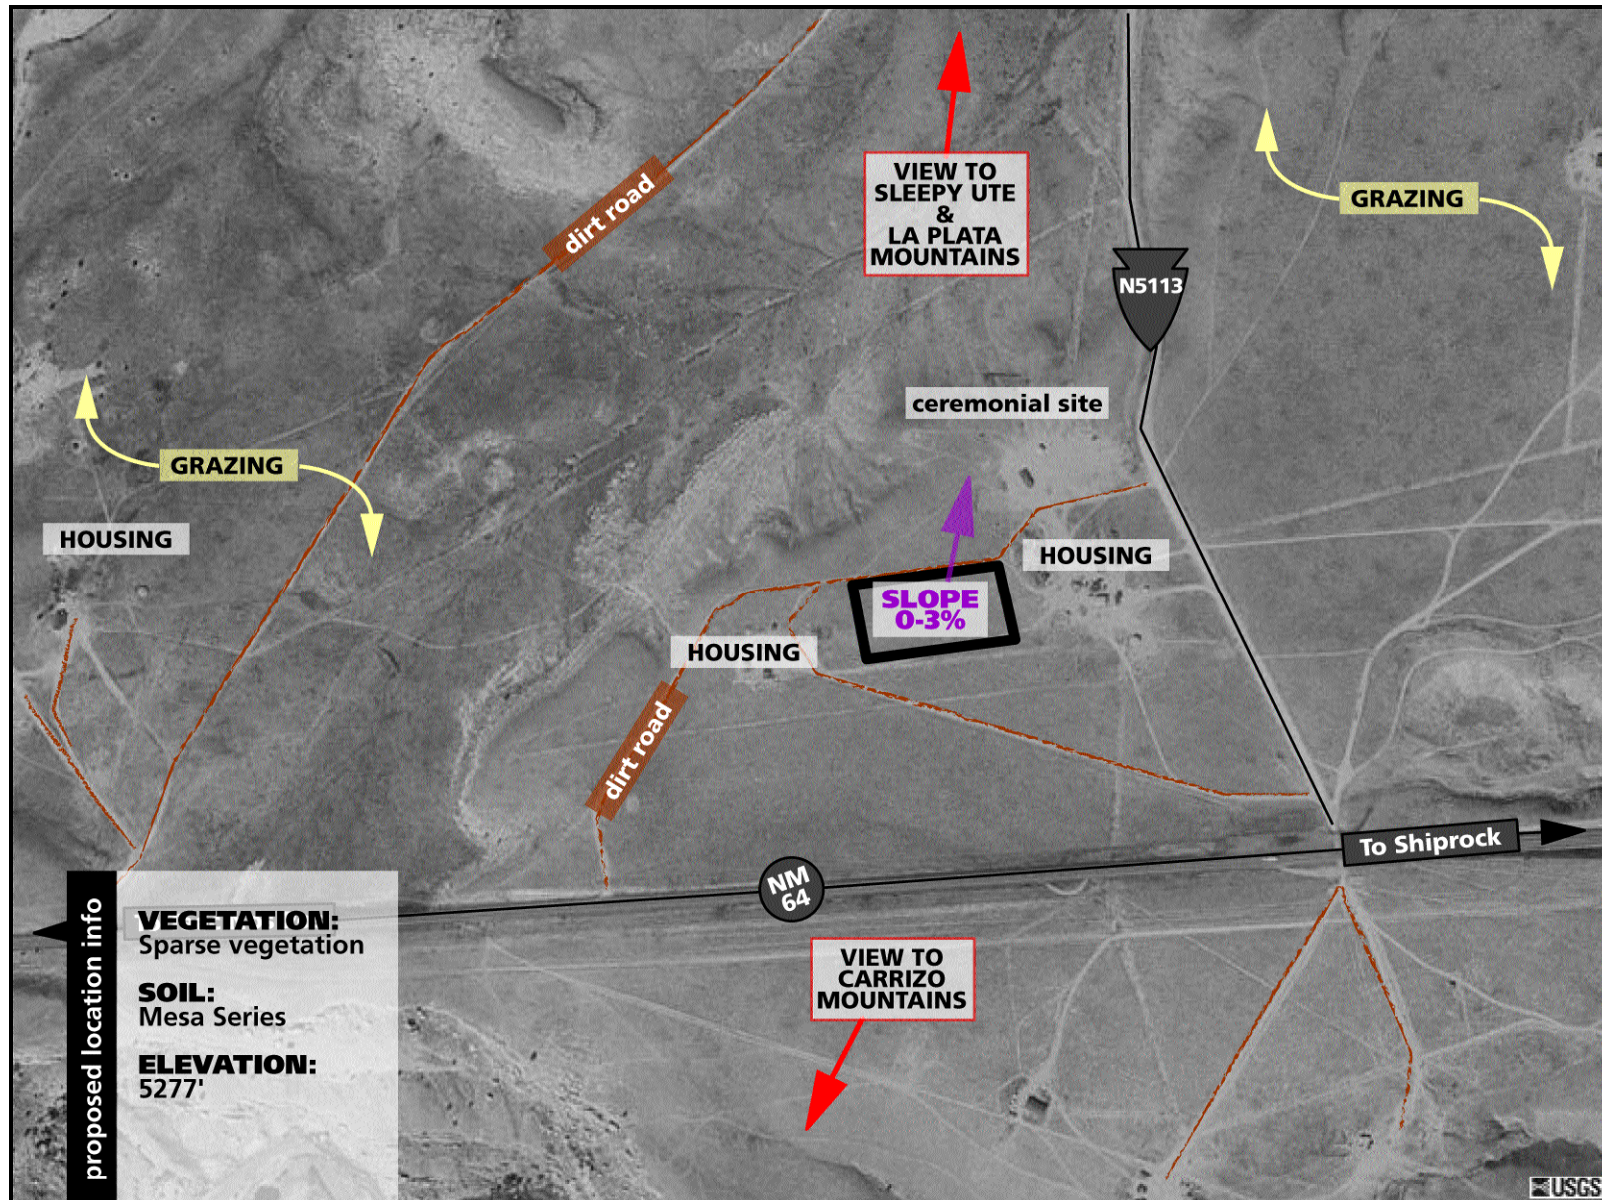 VIEW TO
SLEEPY UTE
&
LA PLATA
MOUNTAINS
dirt road
GRAZING
N5113
ceremonial site
GRAZING
HOUSING
HOUSING
SLOPE
0-3%
HOUSING
dirt road
To Shiprock
NM
64
VIEW TO
CARRIZO
MOUNTAINS
proposed location info
VEGETATION:
Sparse vegetation
SOIL:
Mesa Series
ELEVATION:
5277'
USGS